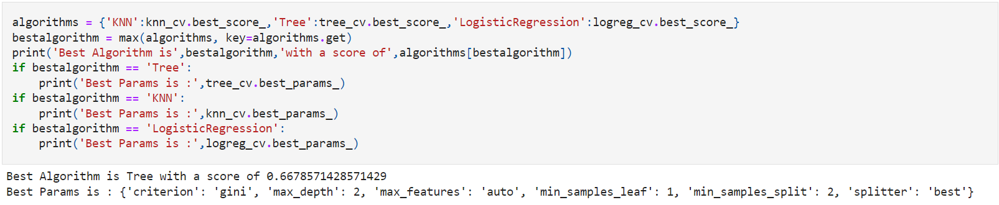 algorithms = {'KNN':knn_cv.best_score_,'Tree':tree_cv.best_score_,'LogisticRegression':logreg_cv.best_score_}
bestalgorithm = max(algorithms, key=algorithms.get)
print('Best Algorithm is',bestalgorithm,'with a score of',algorithms[bestalgorithm])
if bestalgorithm == 'Tree':
    print('Best Params is :',tree_cv.best_params_)
if bestalgorithm == 'KNN':
    print('Best Params is :',knn_cv.best_params_)
if bestalgorithm == 'LogisticRegression':
    print('Best Params is :',logreg_cv.best_params_)
Best Algorithm is Tree with a score of 0.6678571428571429
Best Params is : {'criterion': 'gini', 'max_depth': 2, 'max_features': 'auto', 'min_samples_leaf': 1, 'min_samples_split': 2, 'splitter': 'best'}